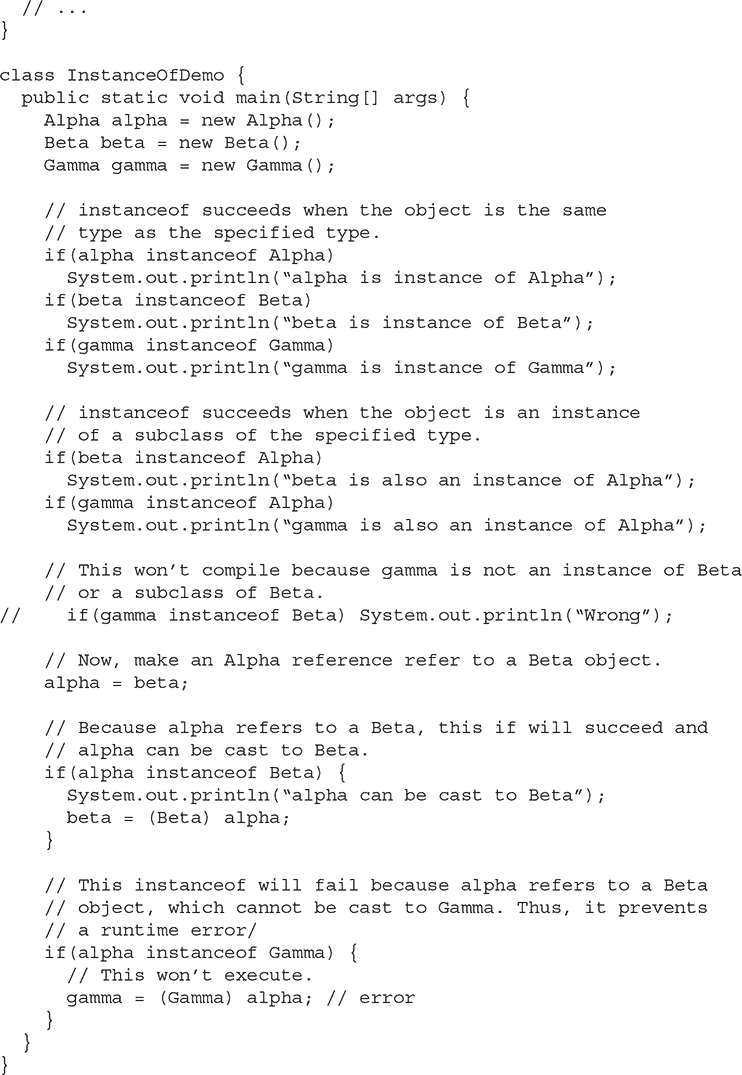 // ...
}

class InstanceOfDemo {
  public static void main(String[] args) {
    Alpha alpha = new Alpha();
    Beta beta = new Beta();
    Gamma gamma = new Gamma();

    // instanceof succeeds when the object is the same
    // type as the specified type.
    if(alpha instanceof Alpha)
      System.out.println(“alpha is instance of Alpha”);
    if(beta instanceof Beta)
      System.out.println(“beta is instance of Beta”);
    if(gamma instanceof Gamma)
      System.out.println(“gamma is instance of Gamma”);

    // instanceof succeeds when the object is an instance
    // of a subclass of the specified type.
    if(beta instanceof Alpha)
      System.out.println(“beta is also an instance of Alpha”);
    if(gamma instanceof Alpha)
      System.out.println(“gamma is also an instance of Alpha”);

    // This won’t compile because gamma is not an instance of Beta
    // or a subclass of Beta.
//    if(gamma instanceof Beta) System.out.println(“Wrong”);

    // Now, make an Alpha reference refer to a Beta object.
    alpha = beta;

    // Because alpha refers to a Beta, this if will succeed and
    // alpha can be cast to Beta.
    if(alpha instanceof Beta) {
      System.out.println(“alpha can be cast to Beta”);
      beta = (Beta) alpha;
    }

    // This instanceof will fail because alpha refers to a Beta
    // object, which cannot be cast to Gamma. Thus, it prevents
    // a runtime error/
    if(alpha instanceof Gamma) {
      // This won’t execute.
      gamma = (Gamma) alpha; // error
    }
  }
}